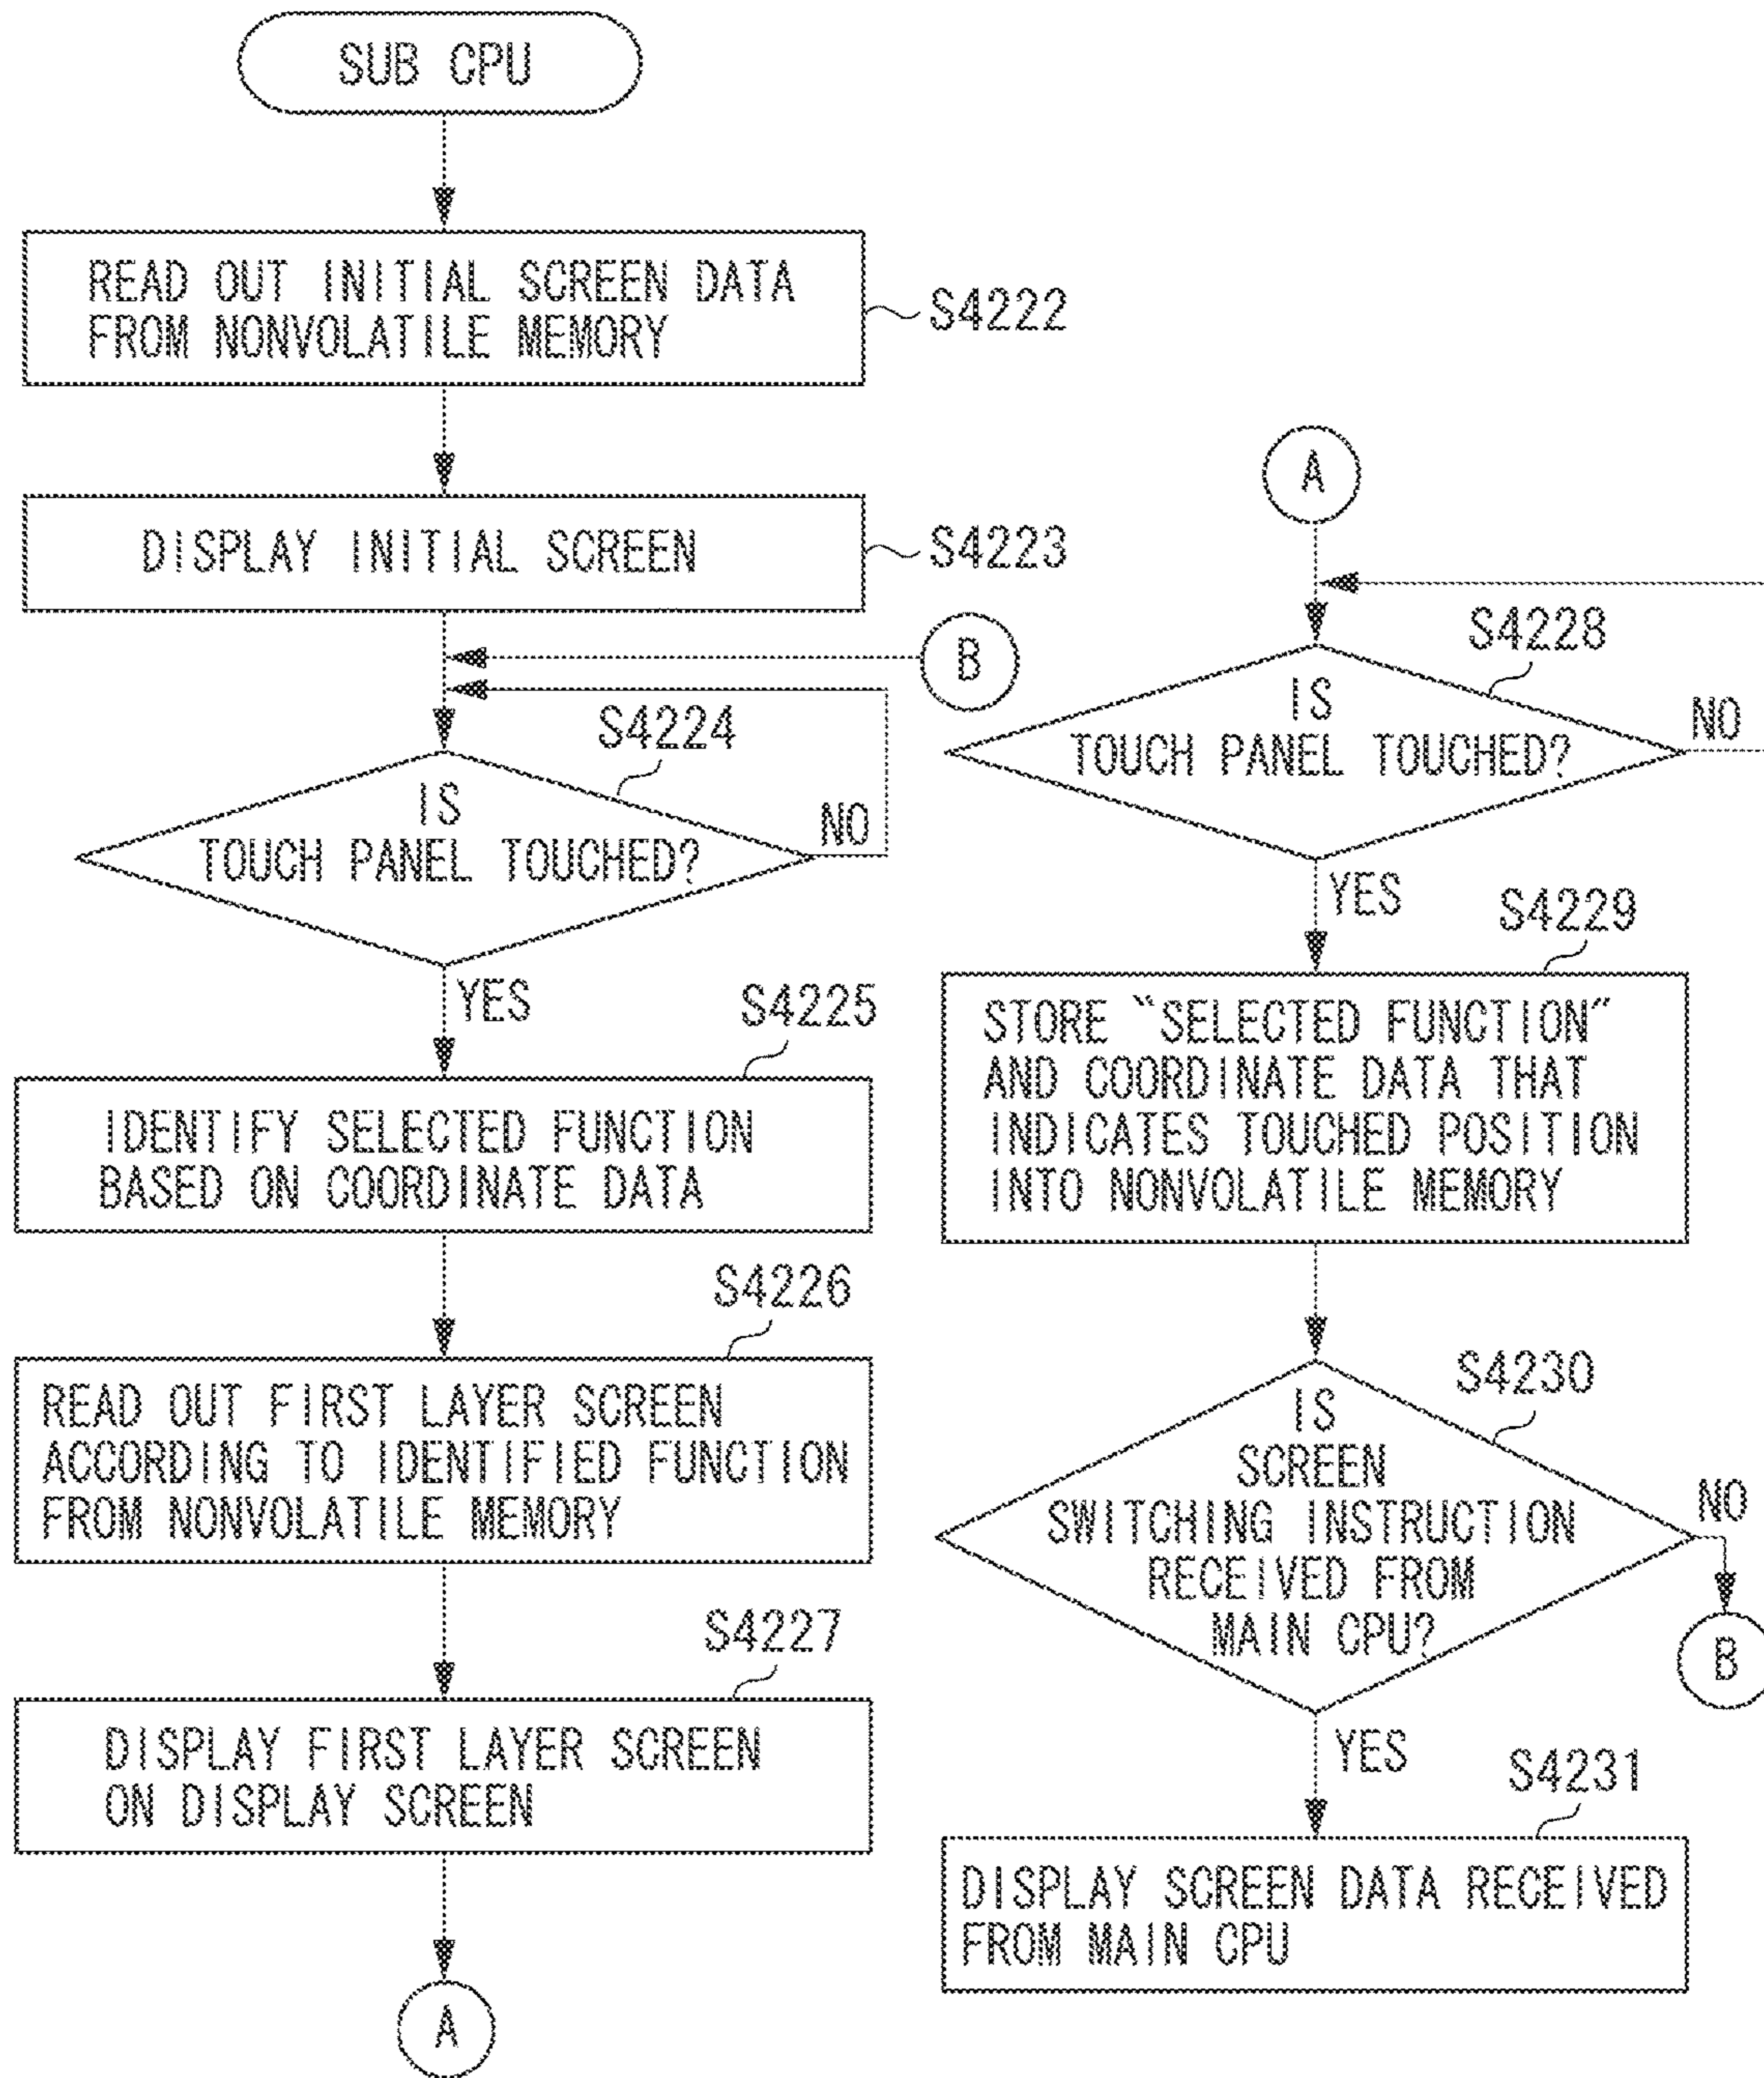 SUB CPU
READ OUT INITIAL SCREEN DATA
FROM NONVOLATILE MEMORY
S4222
DISPLAY INITIAL SCREEN
S4223
B
S4224
IS
TOUCH PANEL TOUCHED?
NO
YES
S4225
IDENTIFY SELECTED FUNCTION
BASED ON COORDINATE DATA
S4226
READ OUT FIRST LAYER SCREEN
ACCORDING TO IDENTIFIED FUNCTION
FROM NONVOLATILE MEMORY
S4227
DISPLAY FIRST LAYER SCREEN
ON DISPLAY SCREEN
A
A
S4228
IS
TOUCH PANEL TOUCHED?
NO
YES
S4229
STORE “SELECTED FUNCTION”
AND COORDINATE DATA THAT
INDICATES TOUCHED POSITION
INTO NONVOLATILE MEMORY
S4230
IS
SCREEN
SWITCHING INSTRUCTION
RECEIVED FROM
MAIN CPU?
NO
B
YES
S4231
DISPLAY SCREEN DATA RECEIVED
FROM MAIN CPU